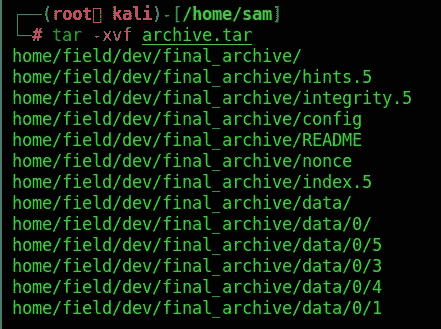 ┌──(root㉿ kali)-[/home/sam]
└─# tar -xvf archive.tar
home/field/dev/final_archive/
home/field/dev/final_archive/hints.5
home/field/dev/final_archive/integrity.5
home/field/dev/final_archive/config
home/field/dev/final_archive/README
home/field/dev/final_archive/nonce
home/field/dev/final_archive/index.5
home/field/dev/final_archive/data/
home/field/dev/final_archive/data/0/
home/field/dev/final_archive/data/0/5
home/field/dev/final_archive/data/0/3
home/field/dev/final_archive/data/0/4
home/field/dev/final_archive/data/0/1